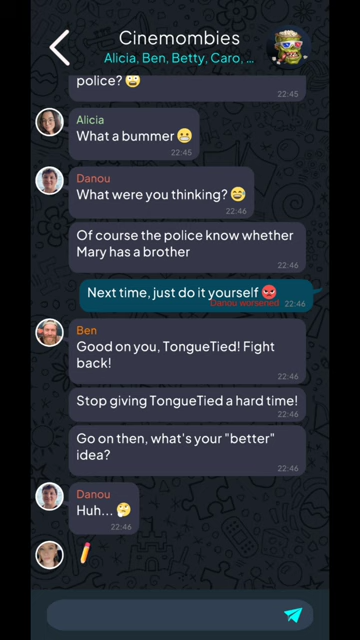 Cinemombies
Alicia, Ben, Betty, Caro, ...
police? 😳
22:45
Alicia
What a bummer 😬
22:45
Danou
What were you thinking? 😅
22:46
Of course the police know whether
Mary has a brother
22:46
Next time, just do it yourself 😡
Danou worsened 22:46
Ben
Good on you, TongueTied! Fight
back!
22:46
Stop giving TongueTied a hard time!
22:46
Go on then, what's your "better"
idea?
22:46
Danou
Huh... 🤔
22:46